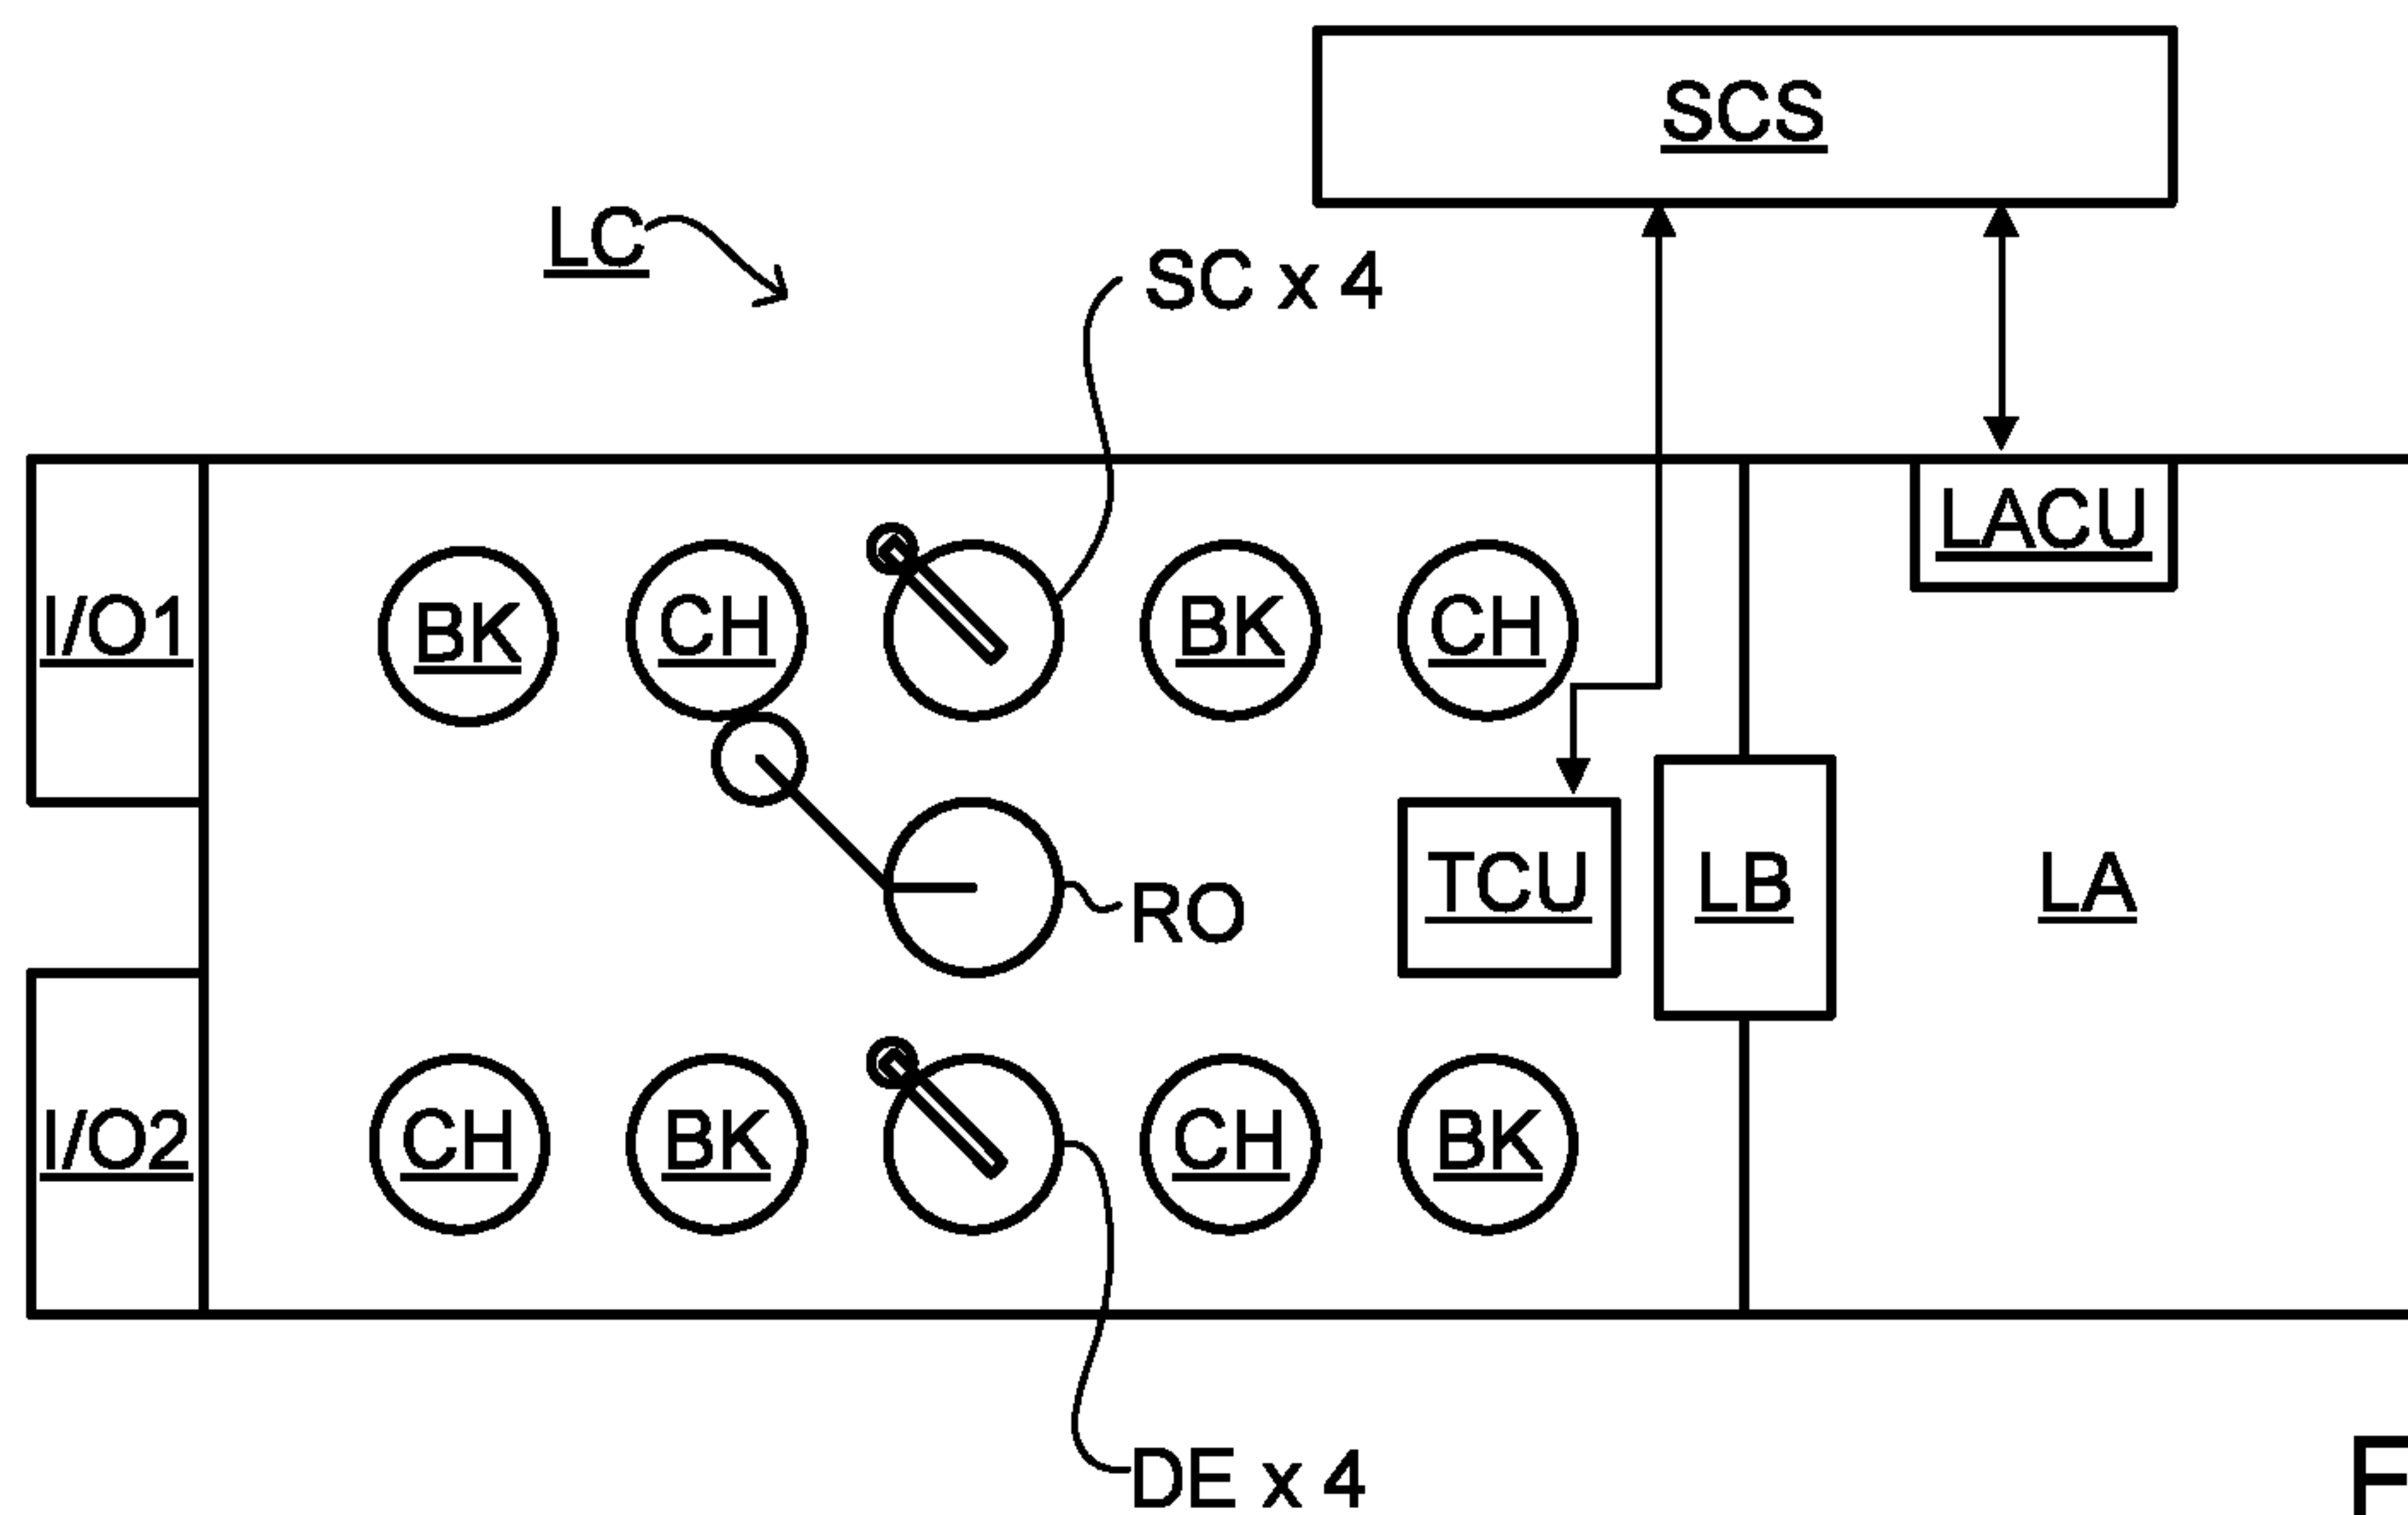 SCS
LC
SC x 4
LACU
I/O1
BK
CH
BK
CH
TCU
LB
LA
RO
I/O2
CH
BK
CH
BK
DE x 4
F